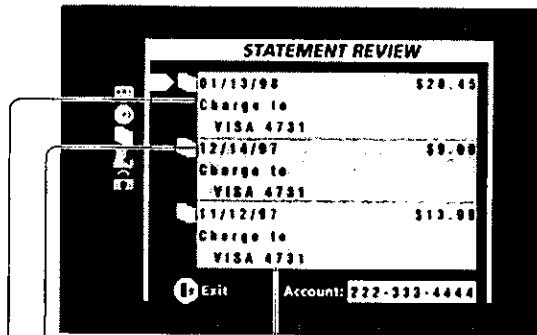 STATEMENT REVIEW
01/13/98 $28.45
Charge to
VISA 4731
12/14/97 $9.00
Charge to
VISA 4731
11/12/97 $13.98
Charge to
VISA 4731
Exit Account: 222-333-4444